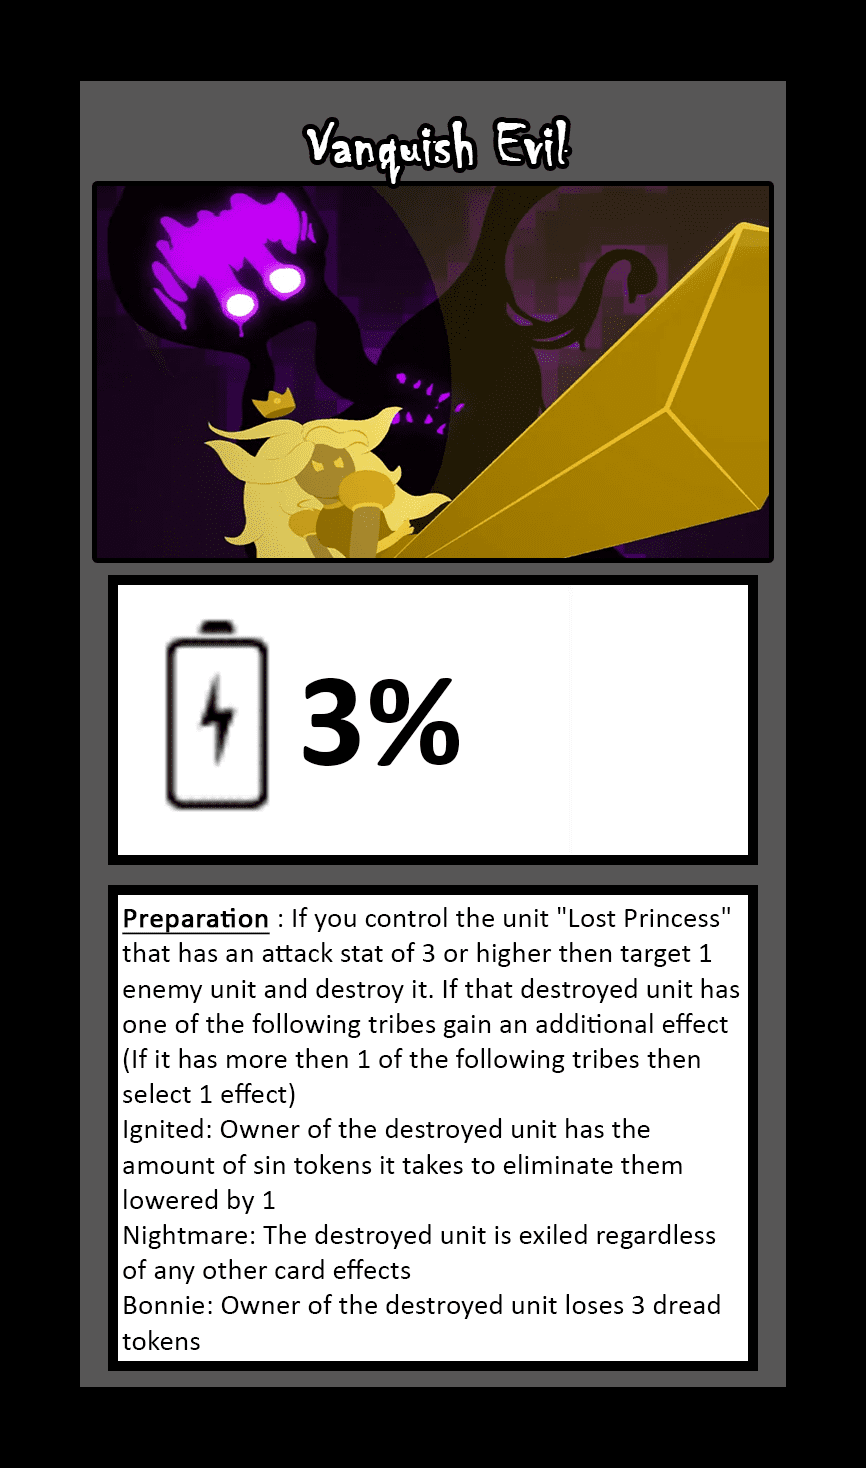 Vanquish Evil
3%
Preparation : If you control the unit "Lost Princess"
that has an attack stat of 3 or higher then target 1
enemy unit and destroy it. If that destroyed unit has
one of the following tribes gain an additional effect
(If it has more then 1 of the following tribes then
select 1 effect)
Ignited: Owner of the destroyed unit has the
amount of sin tokens it takes to eliminate them
lowered by 1
Nightmare: The destroyed unit is exiled regardless
of any other card effects
Bonnie: Owner of the destroyed unit loses 3 dread
tokens